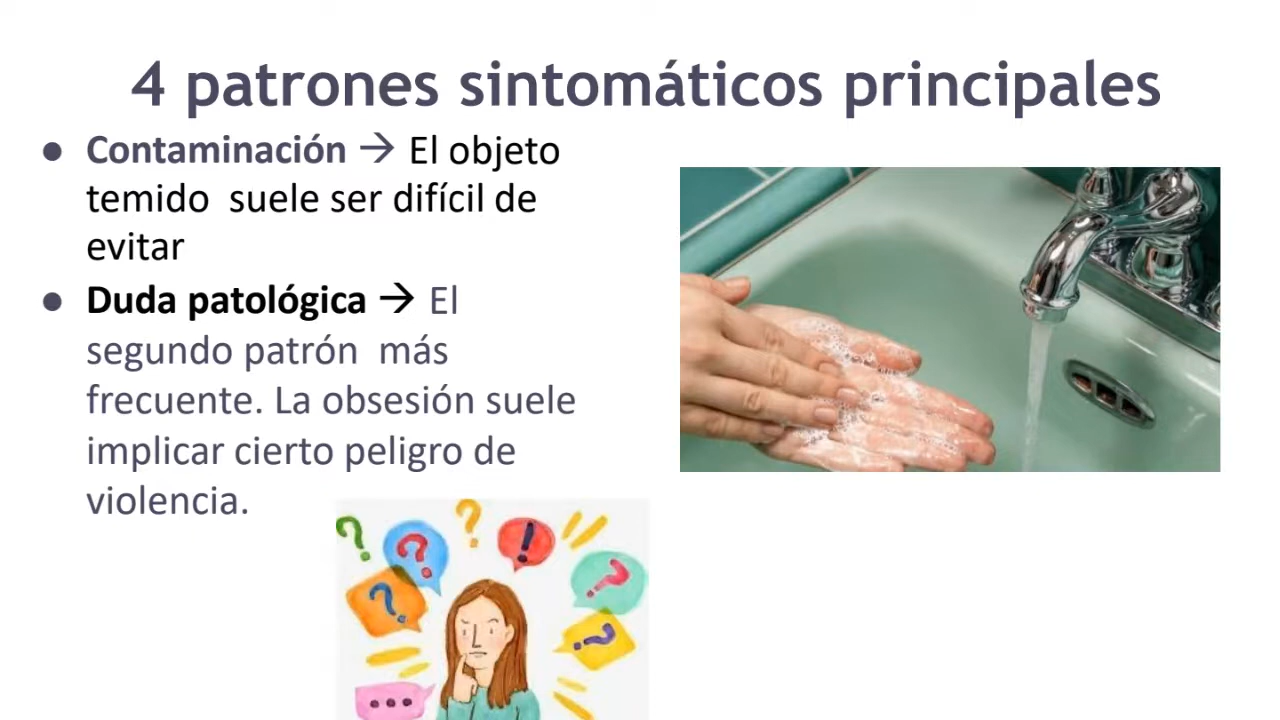 4 patrones sintomáticos principales
● Contaminación → El objeto
temido suele ser difícil de
evitar
● Duda patológica → El
segundo patrón más
frecuente. La obsesión suele
implicar cierto peligro de
violencia.